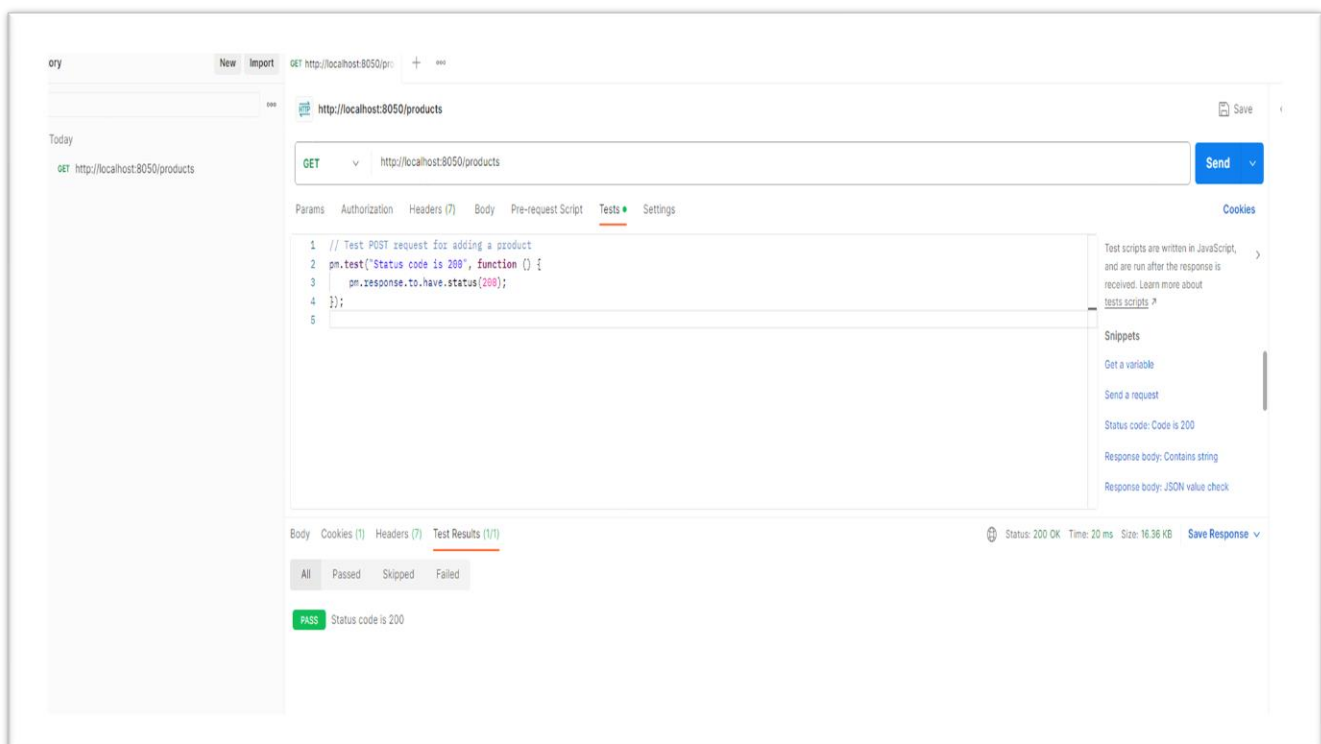 ory New Import GET http://localhost:8050/pro + ooo
ooo HTTP http://localhost:8050/products Save
Today
GET http://localhost:8050/products
GET http://localhost:8050/products Send
Params Authorization Headers (7) Body Pre-request Script Tests Settings Cookies
1 // Test POST request for adding a product
2 pm.test("Status code is 200", function () {
3 pm.response.to.have.status(200);
4 });
5
Test scripts are written in JavaScript,
and are run after the response is
received. Learn more about
tests scripts ↗
Snippets
Get a variable
Send a request
Status code: Code is 200
Response body: Contains string
Response body: JSON value check
Body Cookies (1) Headers (7) Test Results (1/1) Status: 200 OK Time: 20 ms Size: 16.36 KB Save Response
All Passed Skipped Failed
PASS Status code is 200